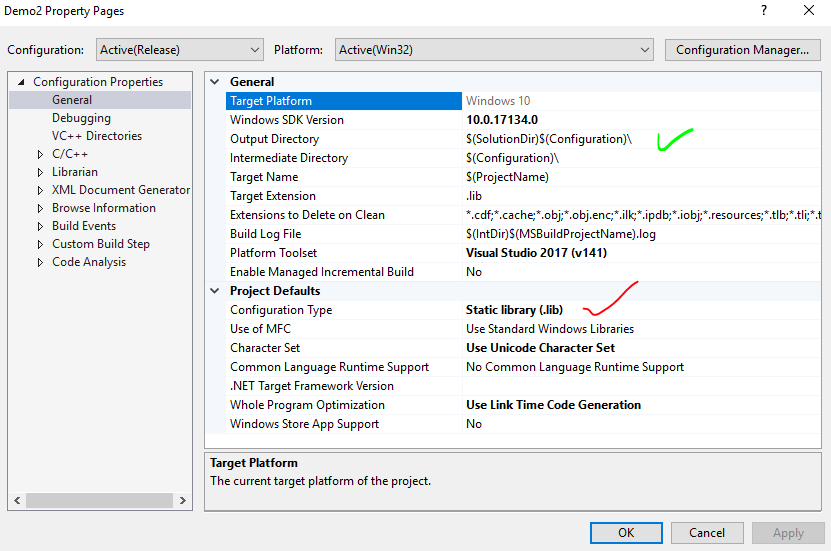 Demo2 Property Pages
Configuration: Active(Release) Platform: Active(Win32) Configuration Manager...
Configuration Properties
General
Debugging
VC++ Directories
C/C++
Librarian
XML Document Generator
Browse Information
Build Events
Custom Build Step
Code Analysis
General
Target Platform Windows 10
Windows SDK Version 10.0.17134.0
Output Directory $(SolutionDir)$(Configuration)\
Intermediate Directory $(Configuration)\
Target Name $(ProjectName)
Target Extension .lib
Extensions to Delete on Clean *.cdf;*.cache;*.obj;*.obj.enc;*.ilk;*.ipdb;*.iobj;*.resources;*.tlb;*.tli;*.t
Build Log File $(IntDir)$(MSBuildProjectName).log
Platform Toolset Visual Studio 2017 (v141)
Enable Managed Incremental Build No
Project Defaults
Configuration Type Static library (.lib)
Use of MFC Use Standard Windows Libraries
Character Set Use Unicode Character Set
Common Language Runtime Support No Common Language Runtime Support
.NET Target Framework Version
Whole Program Optimization Use Link Time Code Generation
Windows Store App Support No
Target Platform
The current target platform of the project.
OK Cancel Apply